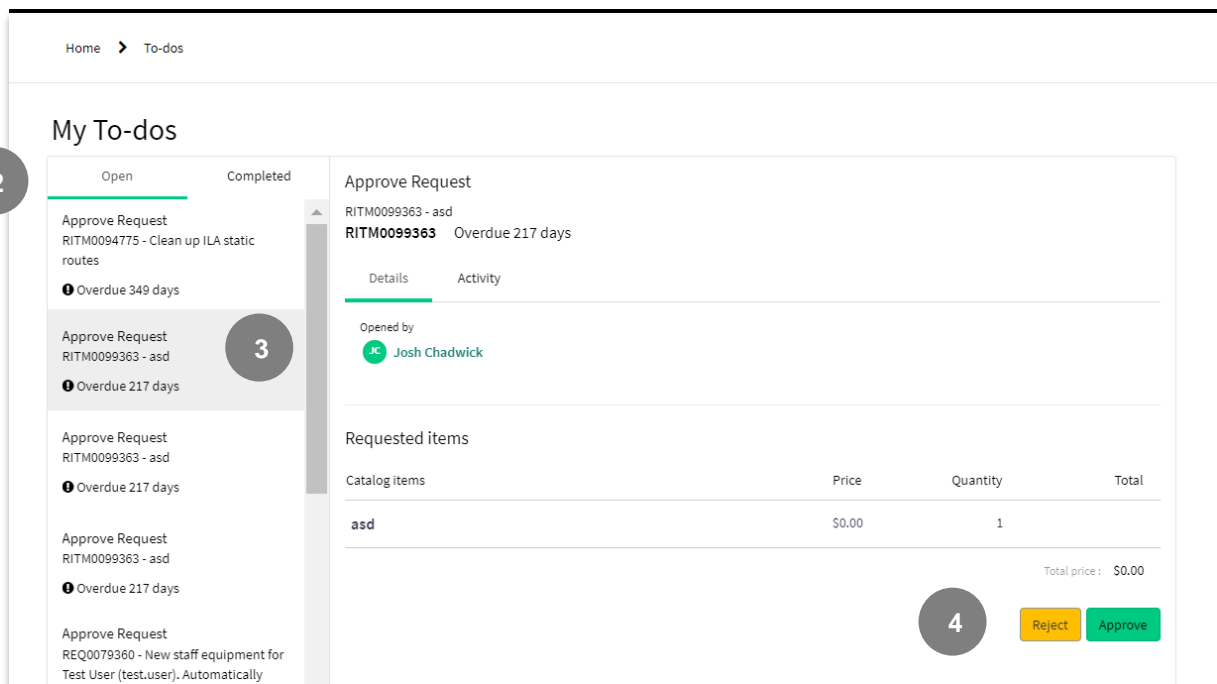 Home To-dos
My To-dos
2
Open Completed
Approve Request
RITM0094775 - Clean up ILA static
routes
Overdue 349 days
Approve Request
RITM0099363 - asd
Overdue 217 days
3
Approve Request
RITM0099363 - asd
Overdue 217 days
Approve Request
RITM0099363 - asd
Overdue 217 days
Approve Request
REQ0079360 - New staff equipment for
Test User (test.user). Automatically
Approve Request
RITM0099363 - asd
RITM0099363 Overdue 217 days
Details Activity
Opened by
JC Josh Chadwick
Requested items
Catalog items Price Quantity Total
asd $0.00 1
Total price : $0.00
4
Reject Approve